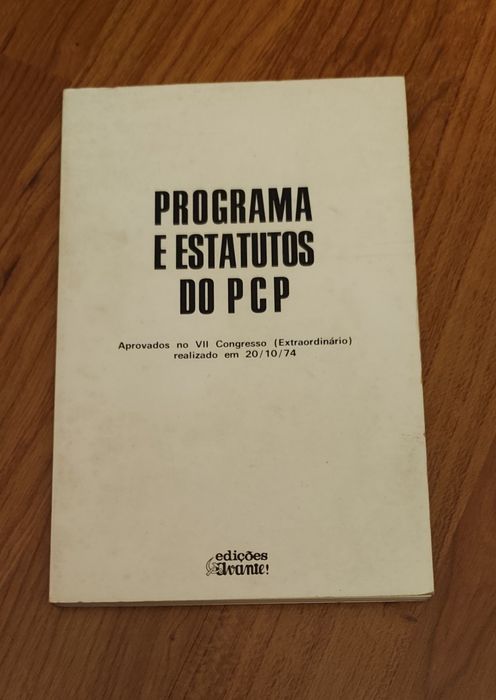 PROGRAMA
E ESTATUTOS
DO PCP
Aprovados no VII Congresso (Extraordinário)
realizado em 20/10/74
edições
Avante!